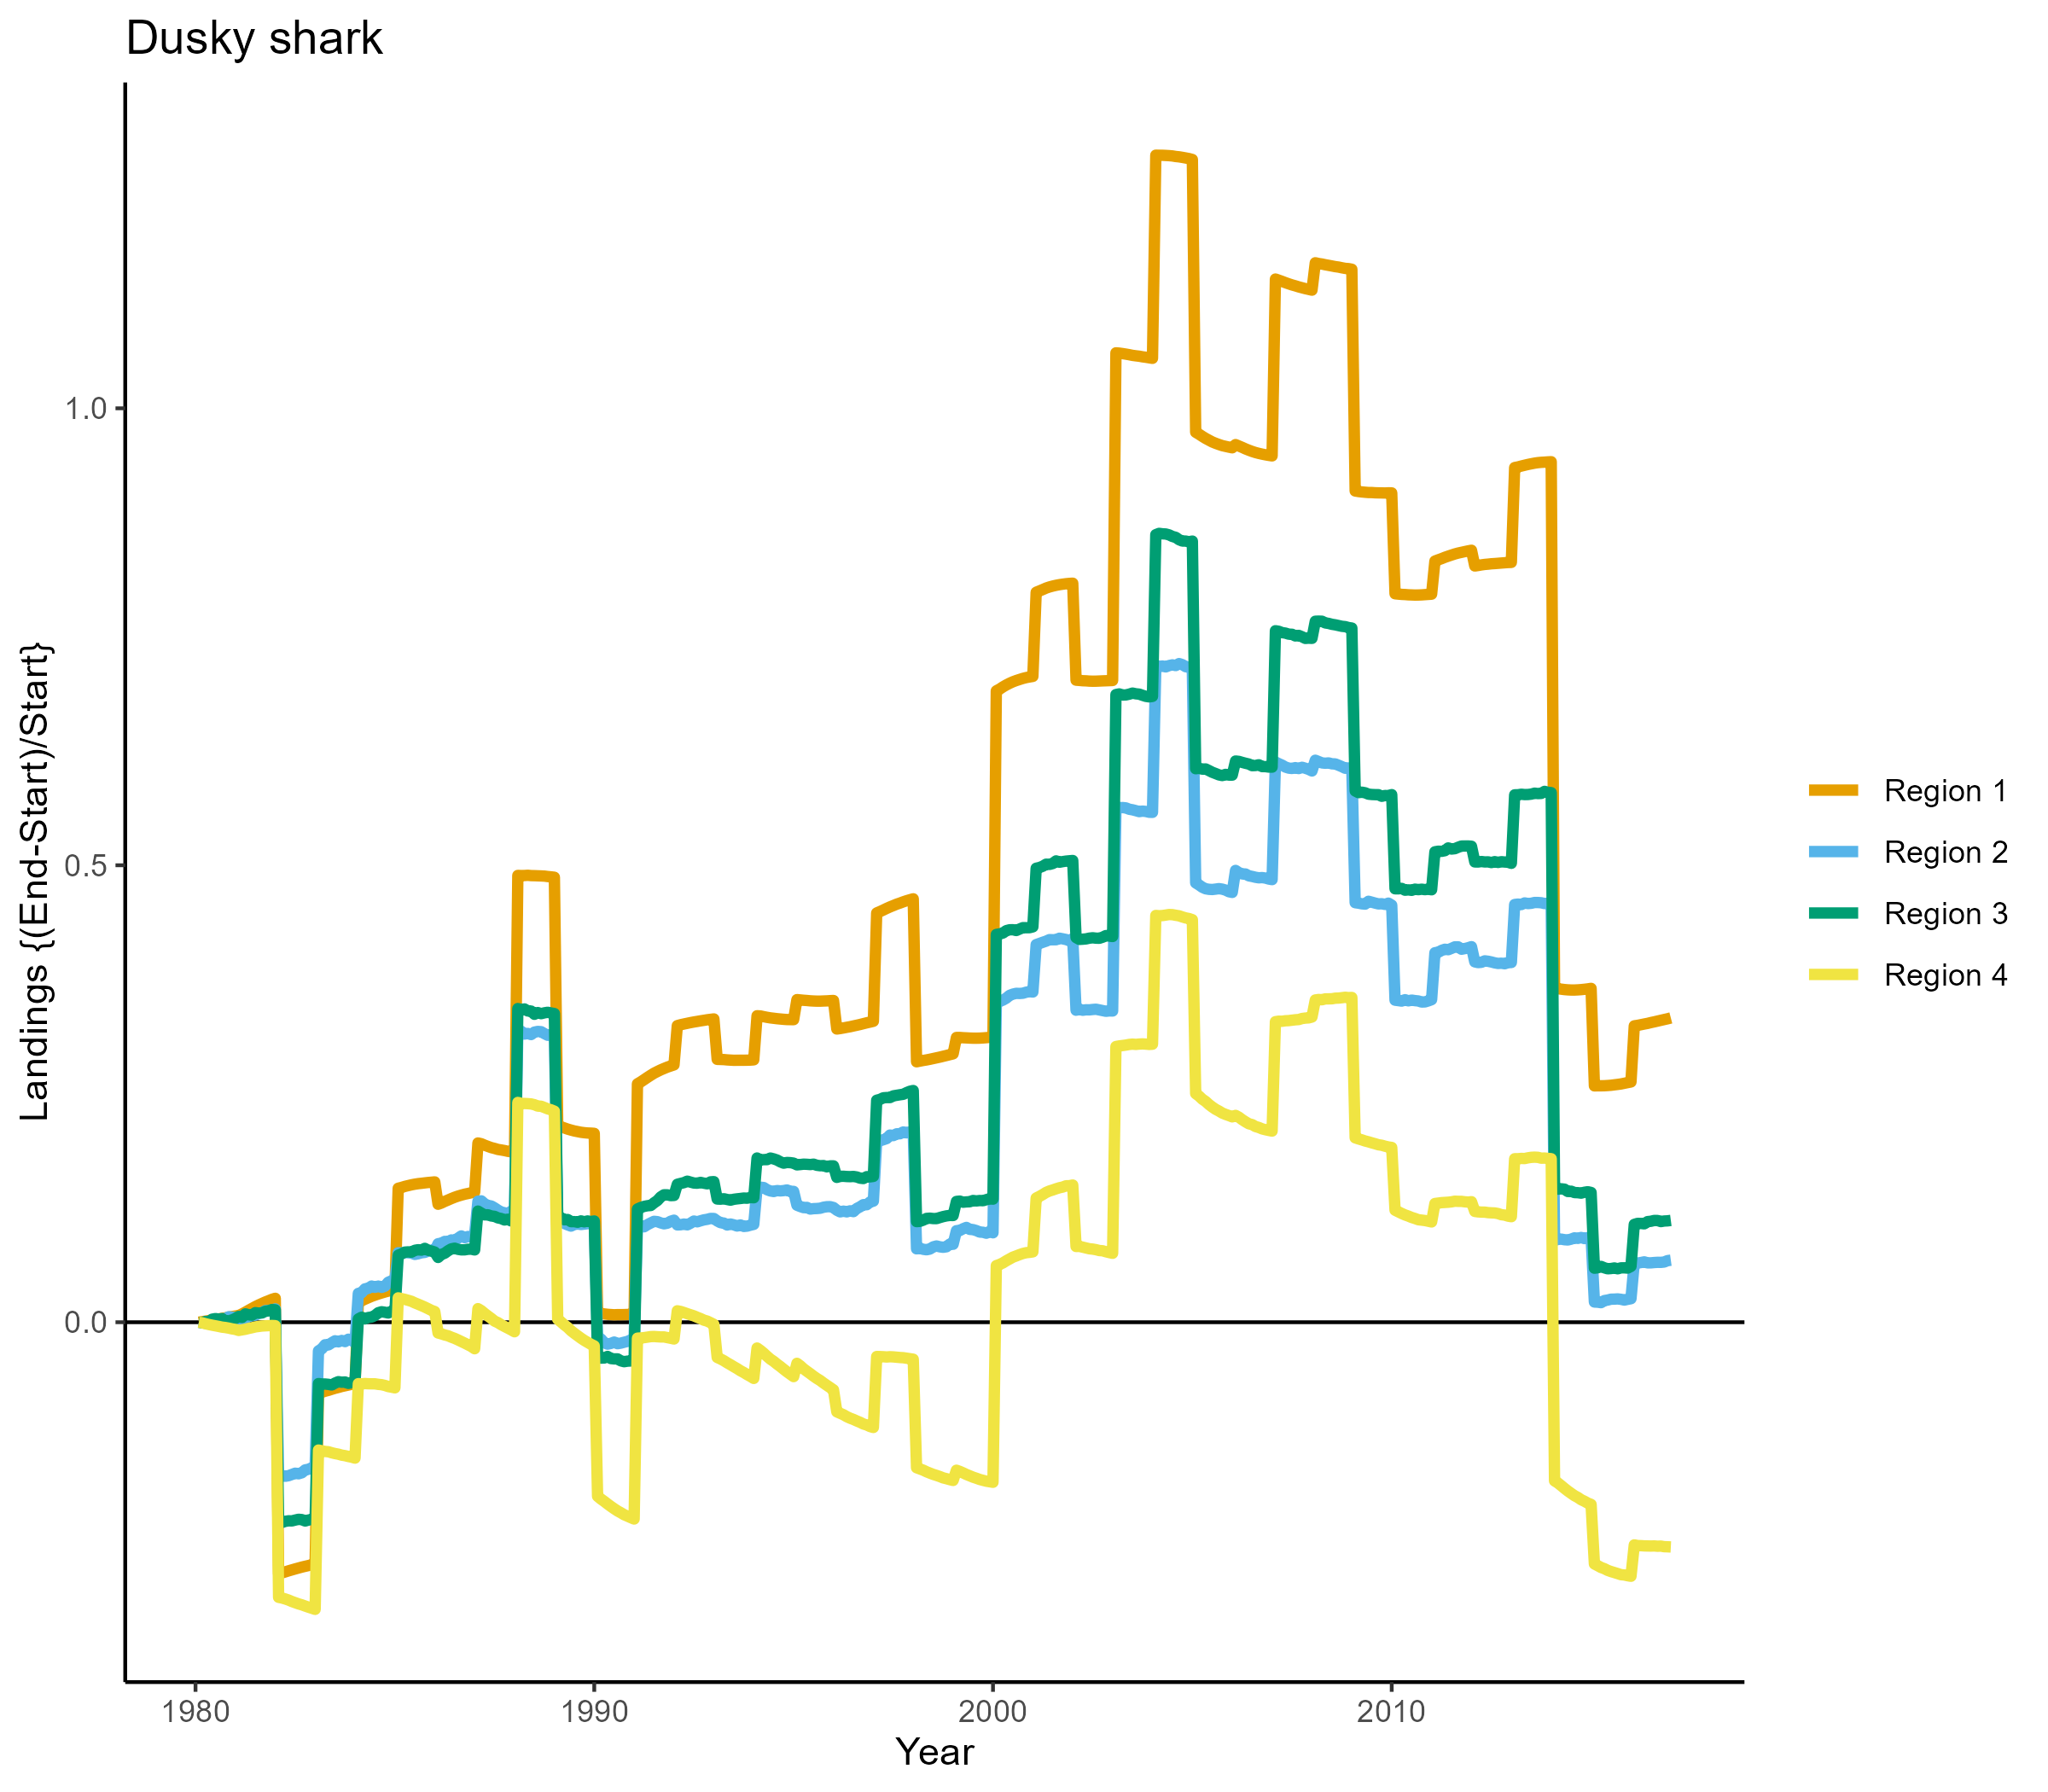 Dusky shark
Landings {(End-Start)/Start}
1.0
0.5
0.0
1980
1990
2000
2010
Year
Region 1
Region 2
Region 3
Region 4